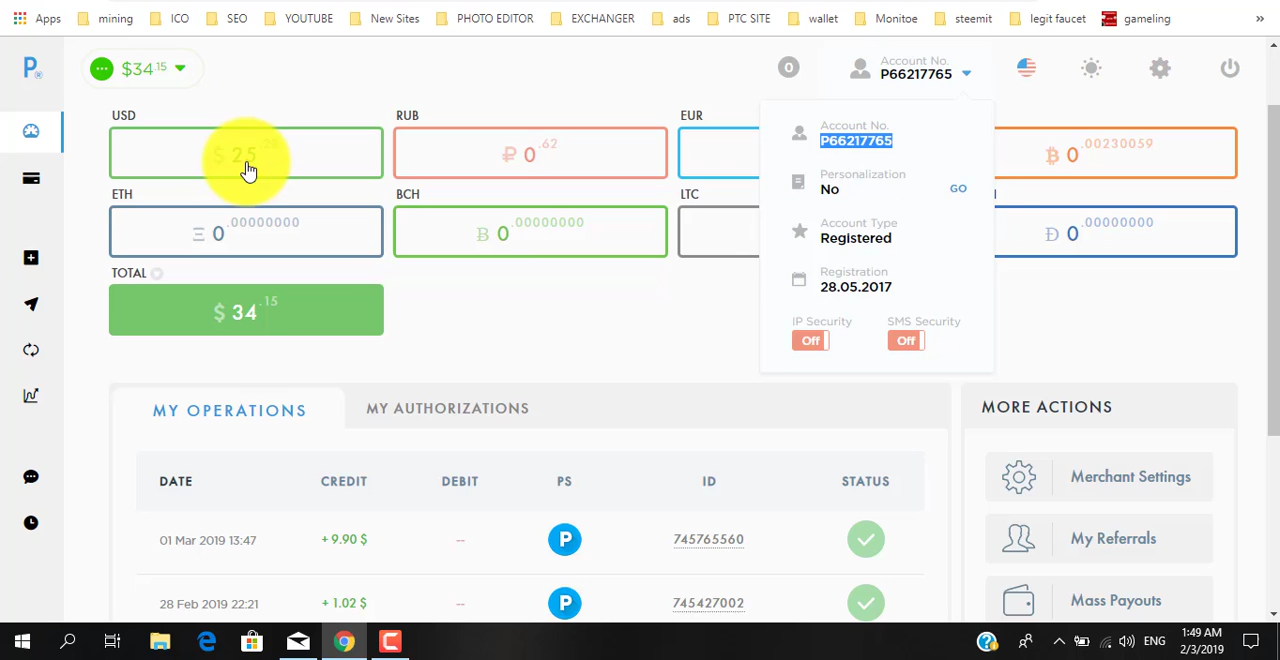 Apps mining ICO SEO YOUTUBE New Sites PHOTO EDITOR EXCHANGER ads PTC SITE wallet Monitoe steemit legit faucet gameling »
P
$34.15
0
Account No.
P66217765
USD
RUB
EUR
$ 25
₽ 0.62
฿ 0.00230059
Account No.
P66217765
Personalization
No
GO
Account Type
Registered
Registration
28.05.2017
IP Security
SMS Security
Off
Off
ETH
BCH
LTC
Ξ 0.00000000
B 0.00000000
Đ 0.00000000
TOTAL
$ 34.15
MY OPERATIONS
MY AUTHORIZATIONS
MORE ACTIONS
DATE CREDIT DEBIT PS ID STATUS
01 Mar 2019 13:47 + 9.90 $ -- P 745765560
28 Feb 2019 22:21 + 1.02 $ -- P 745427002
Merchant Settings
My Referrals
Mass Payouts
ENG
1:49 AM
2/3/2019